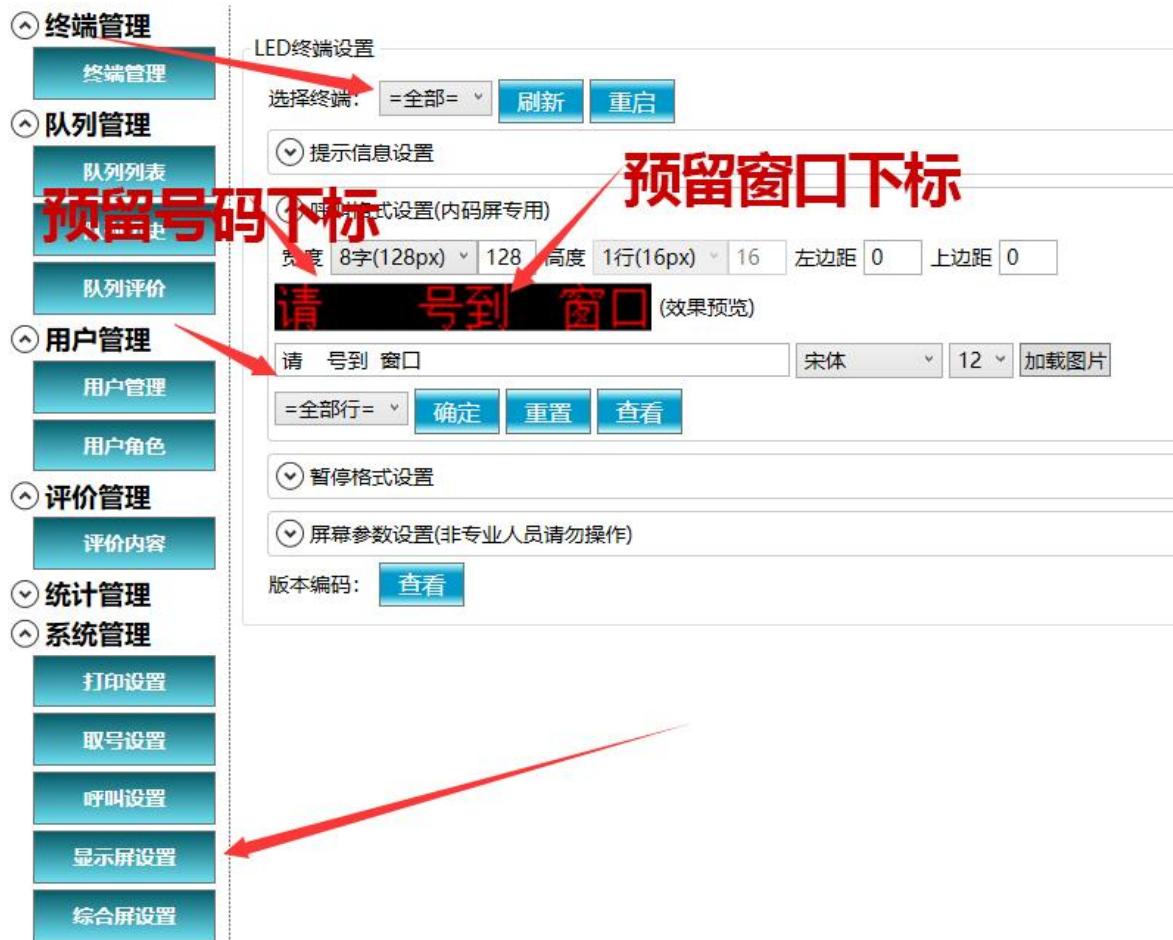 终端管理
终端管理
队列管理
队列列表
队列评价
用户管理
用户管理
用户角色
评价管理
评价内容
统计管理
系统管理
打印设置
取号设置
呼叫设置
显示屏设置
综合屏设置
LED终端设置
选择终端： =全部= 刷新 重启
提示信息设置
预留窗口下标
预留号码下标
呼叫格式设置(内码屏专用)
宽度 8字(128px) 128 高度 1行(16px) 16 左边距 0 上边距 0
请 号到 窗口 (效果预览)
请 号到 窗口 宋体 12 加载图片
=全部行= 确定 重置 查看
暂停格式设置
屏幕参数设置(非专业人员请勿操作)
版本编码： 查看